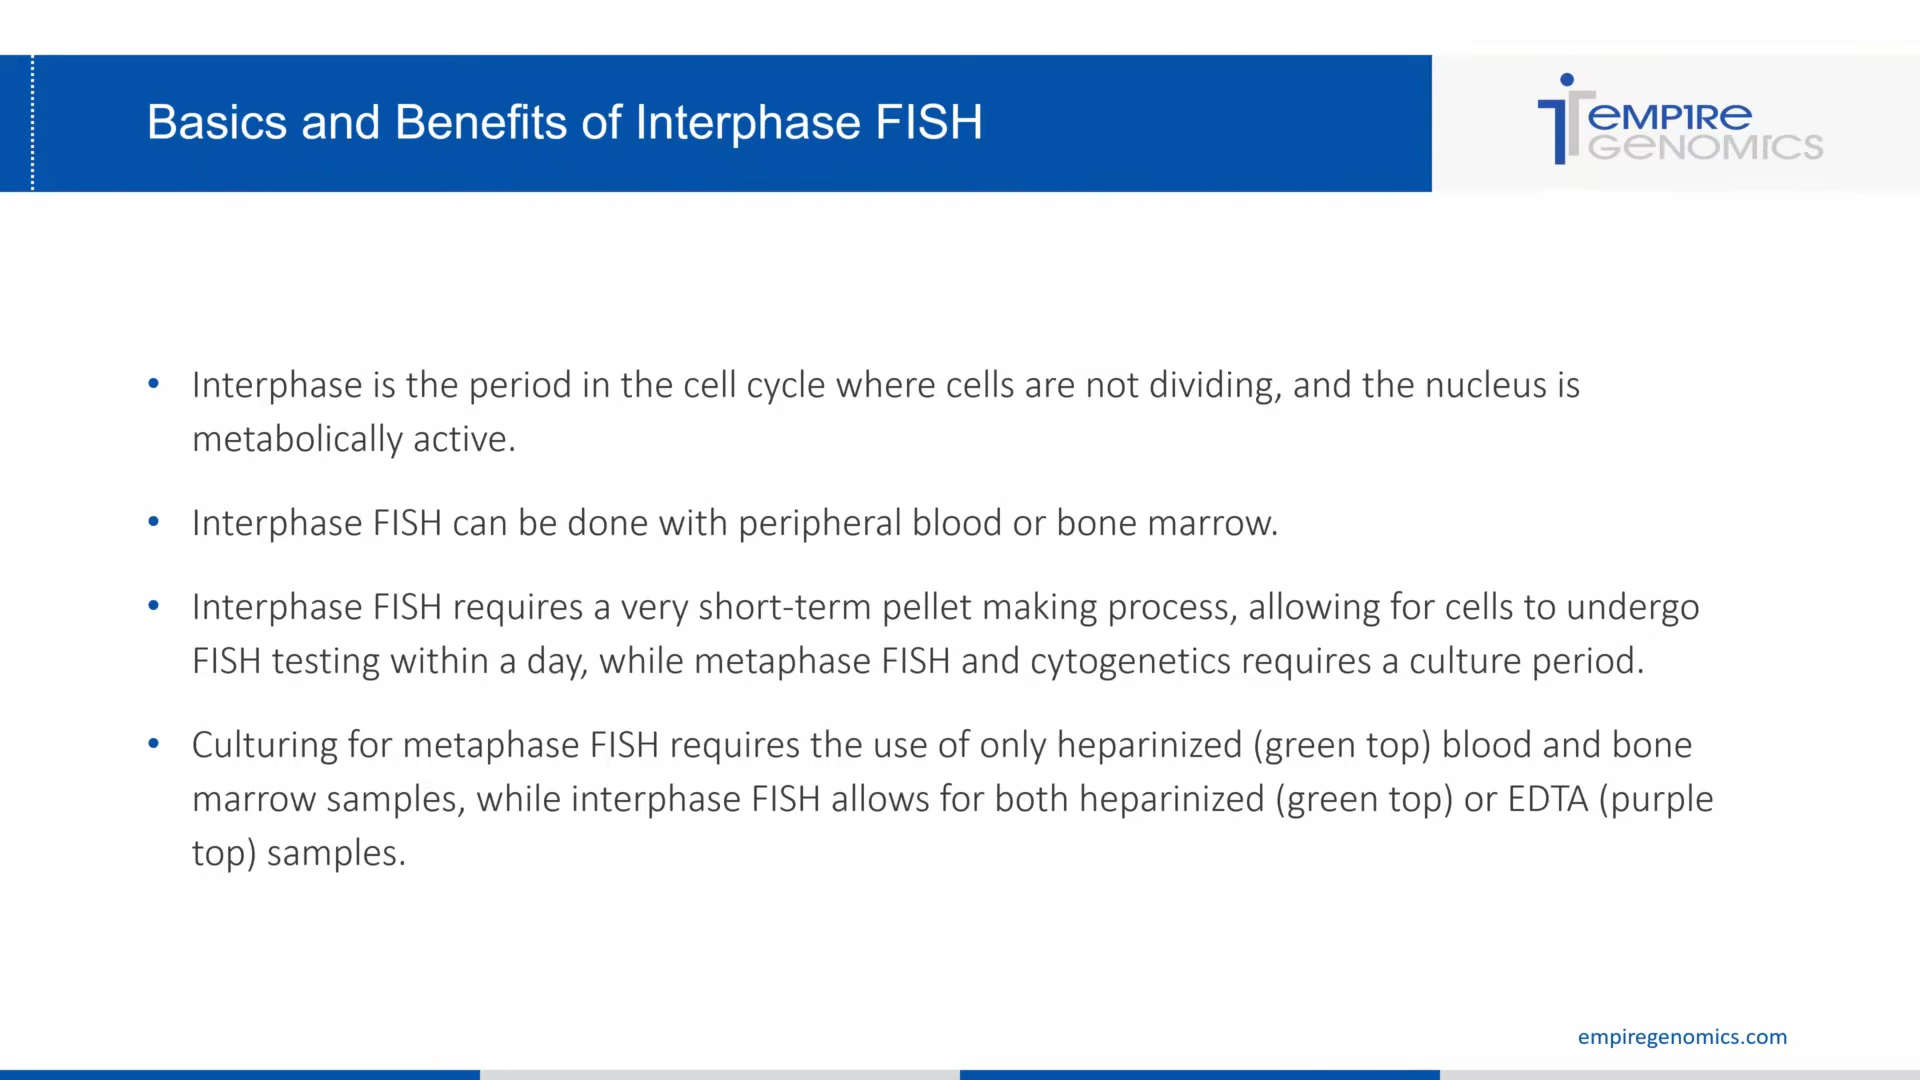 Basics and Benefits of Interphase FISH
EMPIRE
GENOMICS
• Interphase is the period in the cell cycle where cells are not dividing, and the nucleus is
metabolically active.
• Interphase FISH can be done with peripheral blood or bone marrow.
• Interphase FISH requires a very short-term pellet making process, allowing for cells to undergo
FISH testing within a day, while metaphase FISH and cytogenetics requires a culture period.
• Culturing for metaphase FISH requires the use of only heparinized (green top) blood and bone
marrow samples, while interphase FISH allows for both heparinized (green top) or EDTA (purple
top) samples.
empiregenomics.com